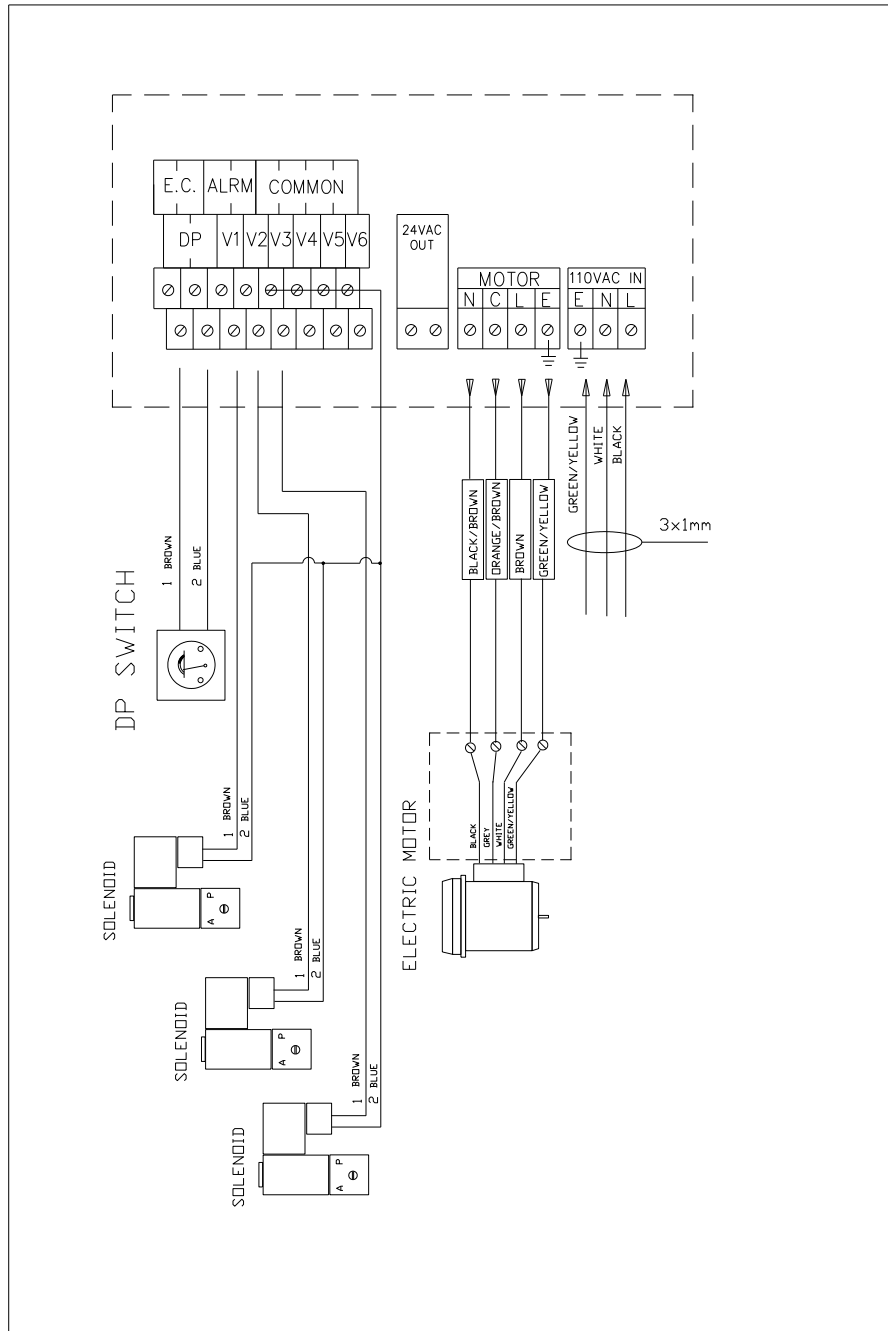 E.C. ALRM COMMON
DP V1 V2 V3 V4 V5 V6
24VAC
OUT
MOTOR
N C L E
110VAC IN
E N L
GREEN/YELLOW
WHITE
BLACK
3x1mm
BLACK/BROWN
ORANGE/BROWN
BROWN
GREEN/YELLOW
1 BROWN
2 BLUE
DP SWITCH
1 BROWN
2 BLUE
SOLENOID
A P
BLACK
GREY
WHITE
GREEN/YELLOW
ELECTRIC MOTOR
1 BROWN
2 BLUE
SOLENOID
A P
1 BROWN
2 BLUE
SOLENOID
A P